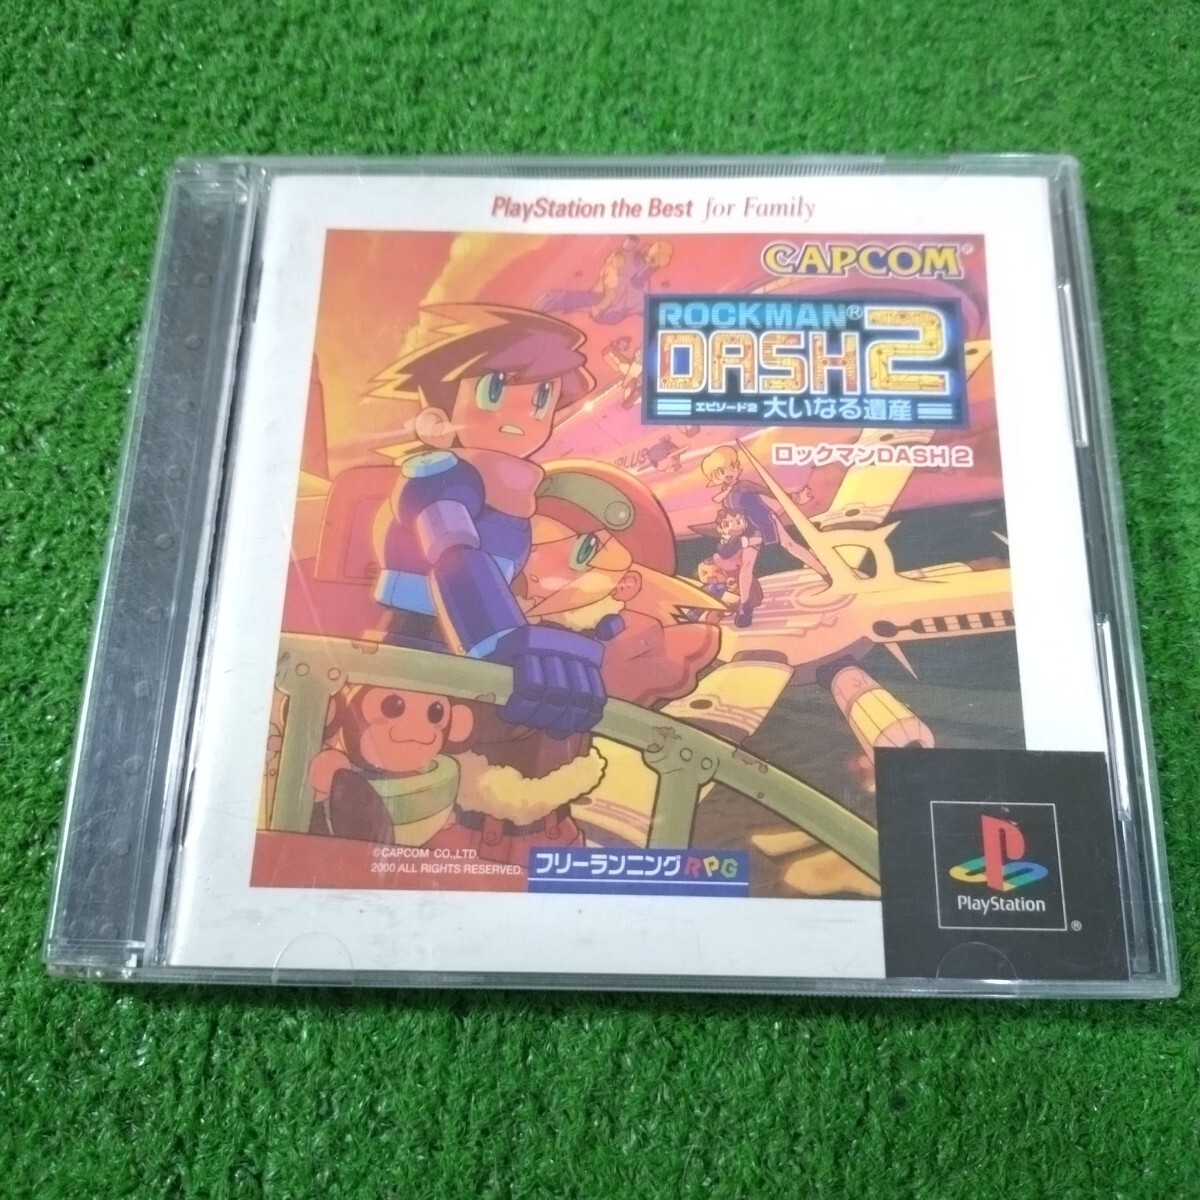 PlayStation the Best for Family
CAPCOM®
ROCKMAN®
DASH2
エピソード2 大いなる遺産
ロックマンDASH 2
PLUS
©CAPCOM CO.,LTD.
2000 ALL RIGHTS RESERVED.
フリーランニングRPG
PlayStation
®